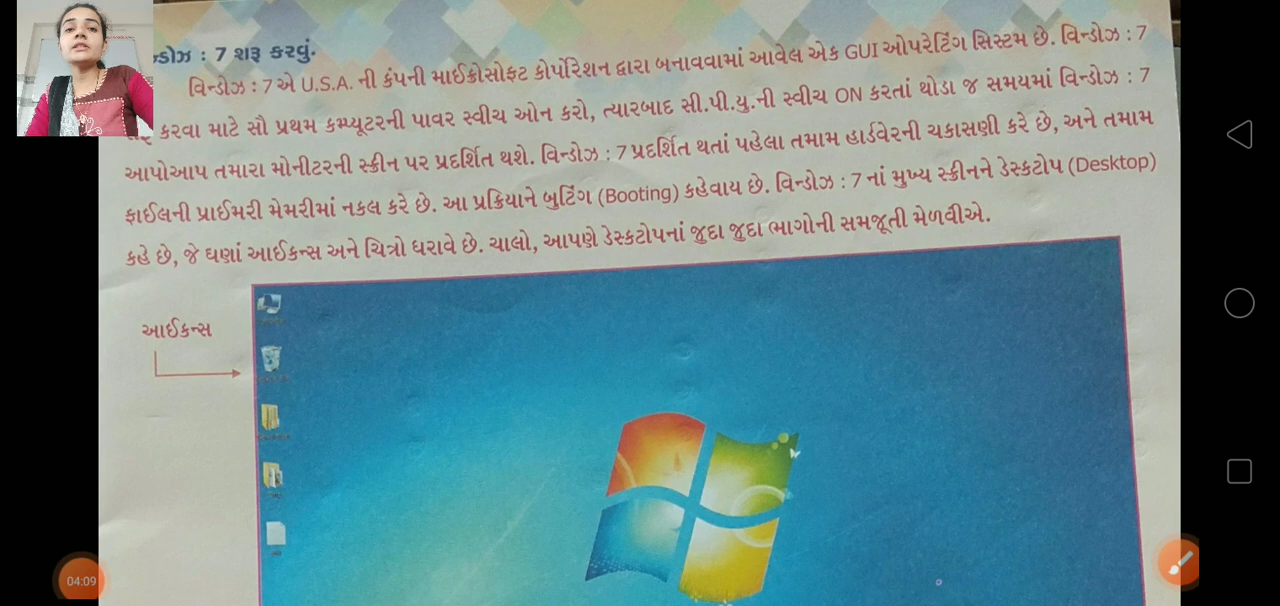 ન્ડોઝ : 7 શરૂ કરવું.
વિન્ડોઝ : 7 એ U.S.A. ની કંપની માઈક્રોસોફ્ટ કોર્પોરેશન દ્વારા બનાવવામાં આવેલ એક GUI ઓપરેટિંગ સિસ્ટમ છે. વિન્ડોઝ : 7
કરવા માટે સૌ પ્રથમ કમ્પ્યૂટરની પાવર સ્વીચ ઓન કરો, ત્યારબાદ સી.પી.યુ.ની સ્વીચ ON કરતાં થોડા જ સમયમાં વિન્ડોઝ : 7
આપોઆપ તમારા મોનીટરની સ્ક્રીન પર પ્રદર્શિત થશે. વિન્ડોઝ : 7 પ્રદર્શિત થતાં પહેલા તમામ હાર્ડવેરની ચકાસણી કરે છે, અને તમામ
ફાઈલની પ્રાઈમરી મેમરીમાં નકલ કરે છે. આ પ્રક્રિયાને બુટિંગ (Booting) કહેવાય છે. વિન્ડોઝ : 7 નાં મુખ્ય સ્ક્રીનને ડેસ્કટોપ (Desktop)
કહે છે, જે ઘણાં આઈકન્સ અને ચિત્રો ધરાવે છે. ચાલો, આપણે ડેસ્કટોપનાં જુદા જુદા ભાગોની સમજૂતી મેળવીએ.
આઈકન્સ
04:09